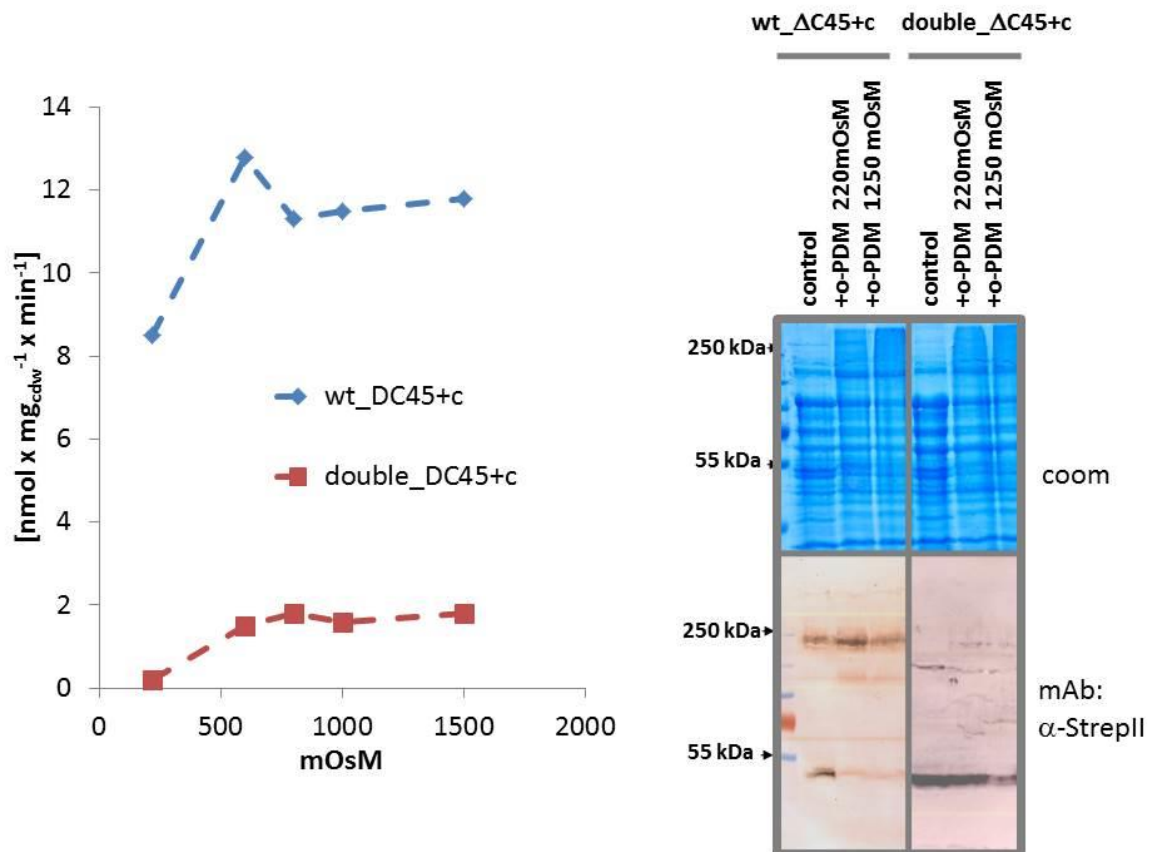 14
12
10
8
6
4
2
0
[nmol x mgcdw-1 x min-1]
0 500 1000 1500 2000
mOsM
wt_DC45+c
double_DC45+c
wt_ΔC45+c double_ΔC45+c
control
+o-PDM 220mOsM
+o-PDM 1250 mOsM
control
+o-PDM 220mOsM
+o-PDM 1250 mOsM
250 kDa
55 kDa
coom
250 kDa
55 kDa
mAb:
α-StrepII